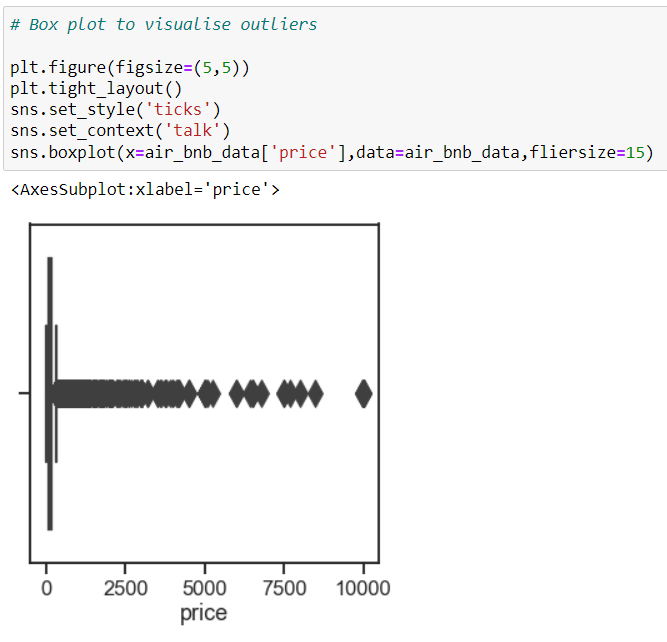 # Box plot to visualise outliers
plt.figure(figsize=(5,5))
plt.tight_layout()
sns.set_style('ticks')
sns.set_context('talk')
sns.boxplot(x=air_bnb_data['price'],data=air_bnb_data,fliersize=15)
<AxesSubplot:xlabel='price'>
0 2500 5000 7500 10000
price